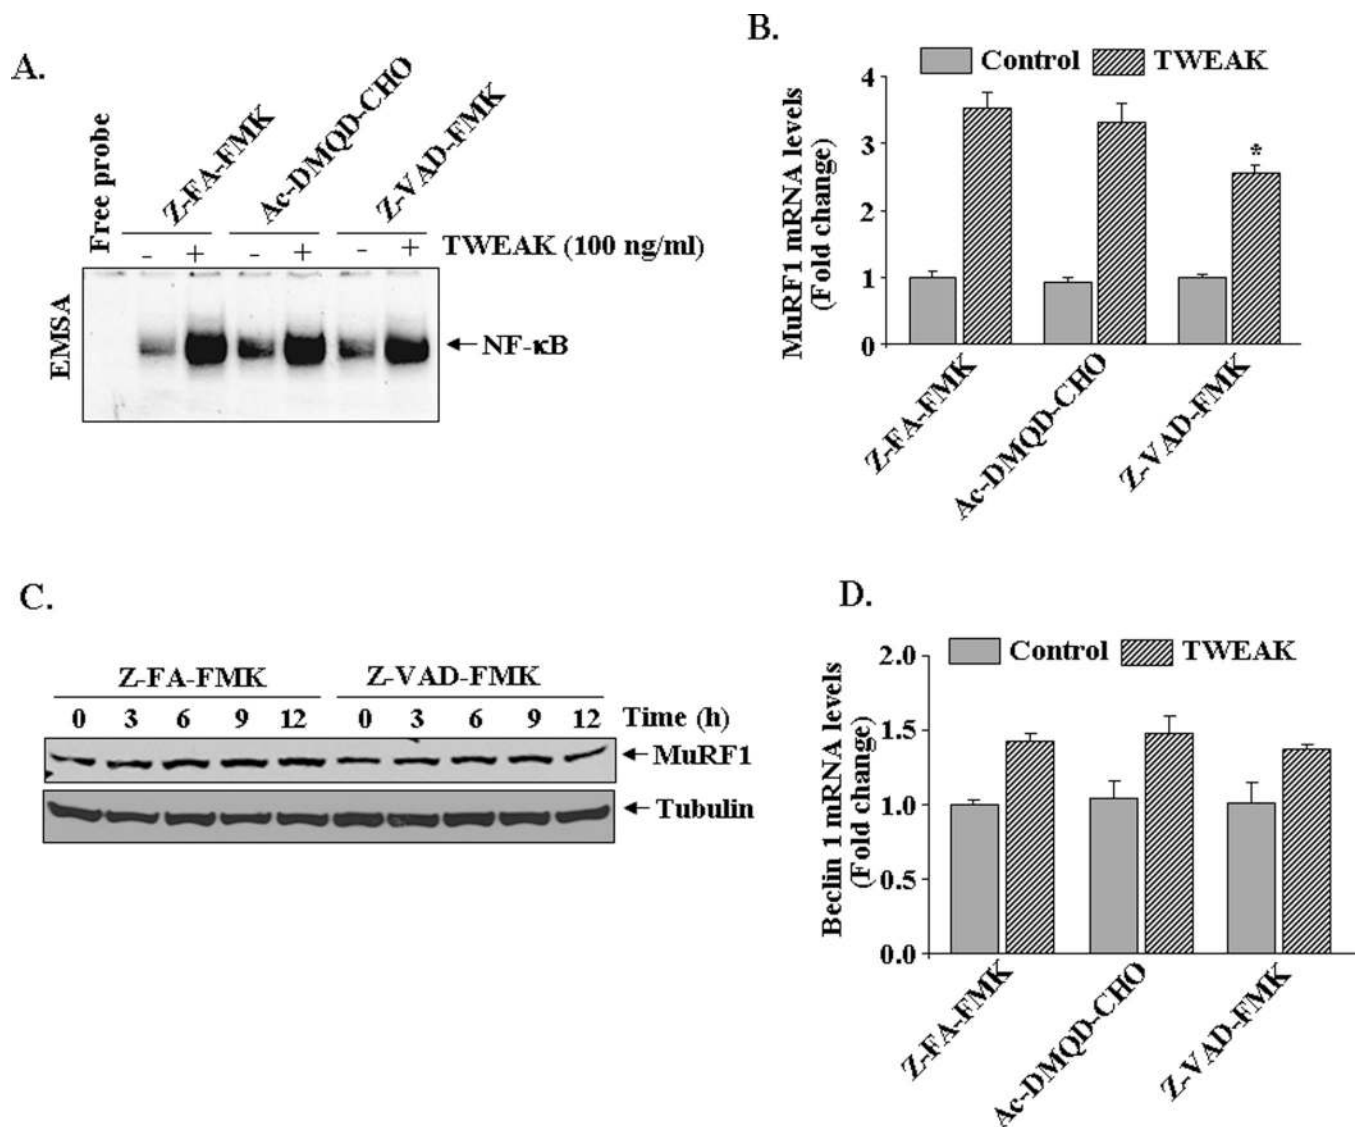 A.
Free probe
Z-FA-FMK
Ac-DMQD-CHO
Z-VAD-FMK
- + - + - + TWEAK (100 ng/ml)
EMSA
←NF-κB
B.
Control TWEAK
MuRF1 mRNA levels
(Fold change)
4
3
2
1
0
*
Z-FA-FMK
Ac-DMQD-CHO
Z-VAD-FMK
C.
Z-FA-FMK Z-VAD-FMK
0 3 6 9 12 0 3 6 9 12 Time (h)
←MuRF1
←Tubulin
D.
Control TWEAK
Beclin 1 mRNA levels
(Fold change)
2.0
1.5
1.0
0.5
0.0
Z-FA-FMK
Ac-DMQD-CHO
Z-VAD-FMK